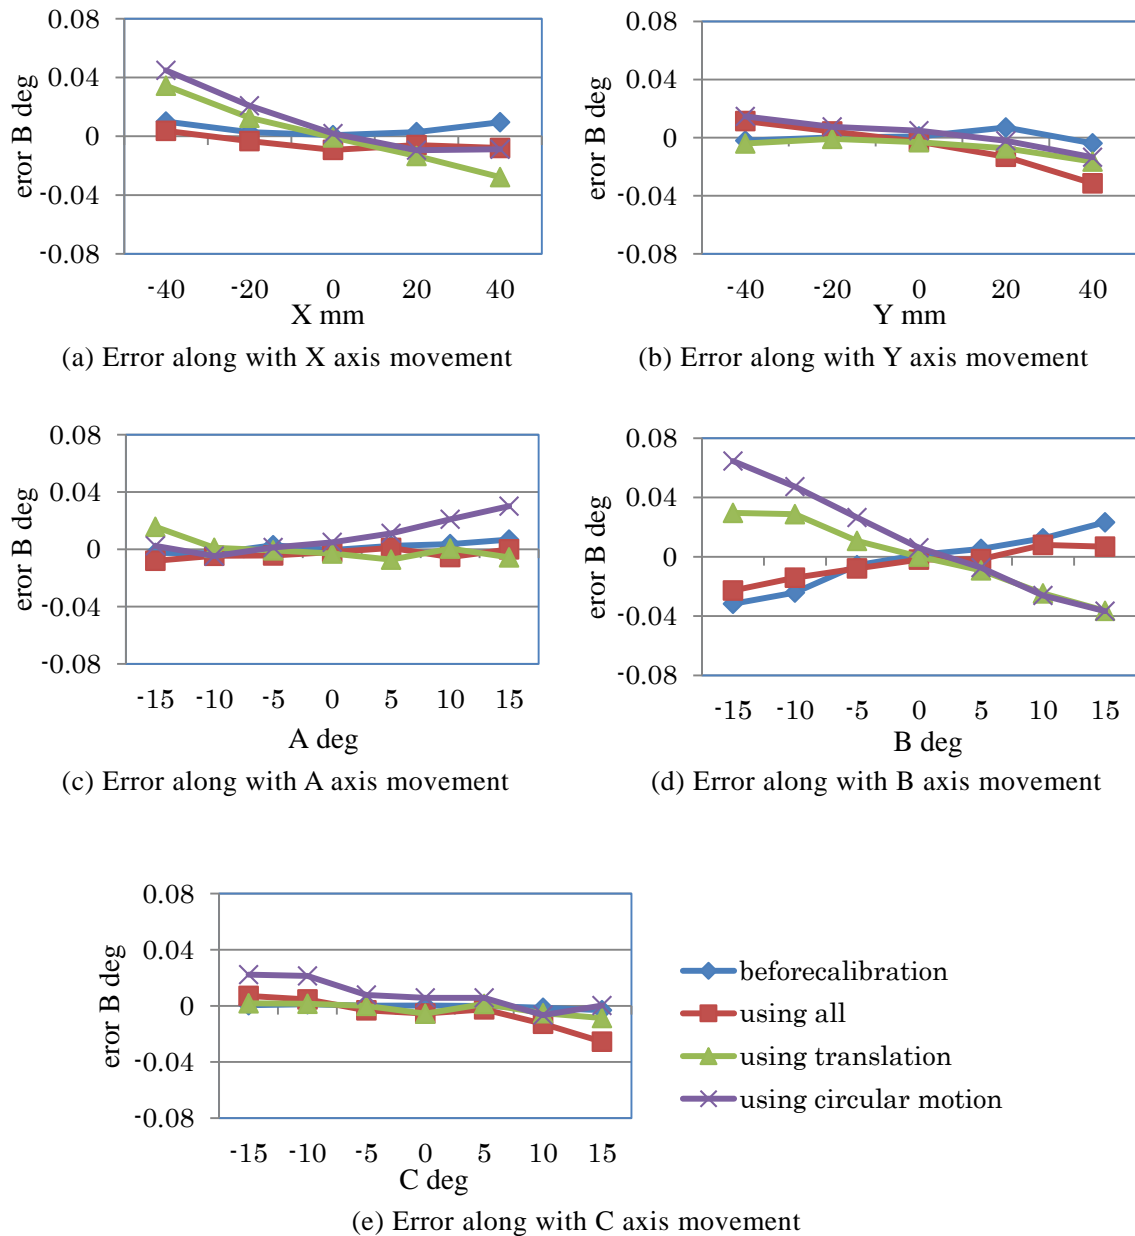 0.08
0.04
0
-0.04
-0.08
eror B deg
-40 -20 0 20 40
X mm
(a) Error along with X axis movement
0.08
0.04
0
-0.04
-0.08
eror B deg
-40 -20 0 20 40
Y mm
(b) Error along with Y axis movement
0.08
0.04
0
-0.04
-0.08
eror B deg
-15 -10 -5 0 5 10 15
A deg
(c) Error along with A axis movement
0.08
0.04
0
-0.04
-0.08
eror B deg
-15 -10 -5 0 5 10 15
B deg
(d) Error along with B axis movement
0.08
0.04
0
-0.04
-0.08
eror B deg
-15 -10 -5 0 5 10 15
C deg
beforecalibration
using all
using translation
using circular motion
(e) Error along with C axis movement